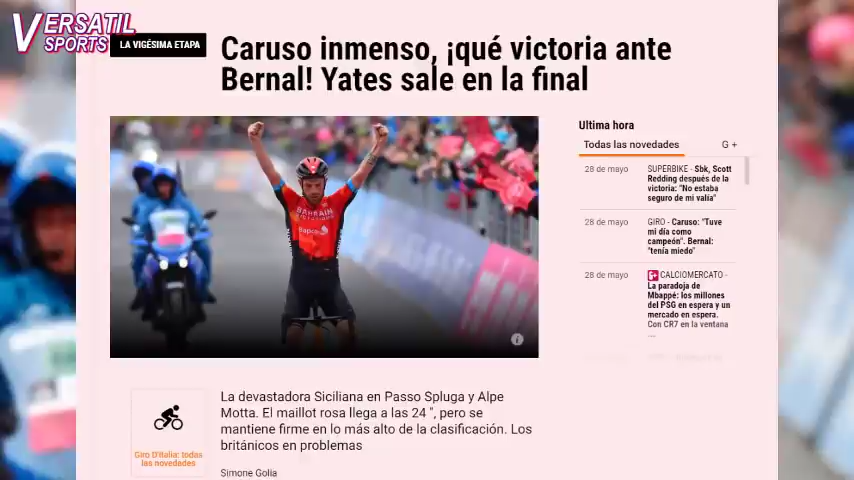 VERSATIL
SPORTS
LA VIGÉSIMA ETAPA
Caruso inmenso, ¡qué victoria ante
Bernal! Yates sale en la final
BAHRAIN
Ultima hora
Todas las novedades
G +
28 de mayo
SUPERBIKE - Sbk, Scott
Redding después de la
victoria: "No estaba
seguro de mi valía"
28 de mayo
GIRO - Caruso: "Tuve
mi día como
campeón". Bernal:
"tenía miedo"
28 de mayo
CALCIOMERCATO -
La paradoja de
Mbappé: los millones
del PSG en espera y un
mercado en espera.
Con CR7 en la ventana
...
Giro D'Italia: todas
las novedades
La devastadora Siciliana en Passo Spluga y Alpe
Motta. El maillot rosa llega a las 24 ", pero se
mantiene firme en lo más alto de la clasificación. Los
británicos en problemas
Simone Golia